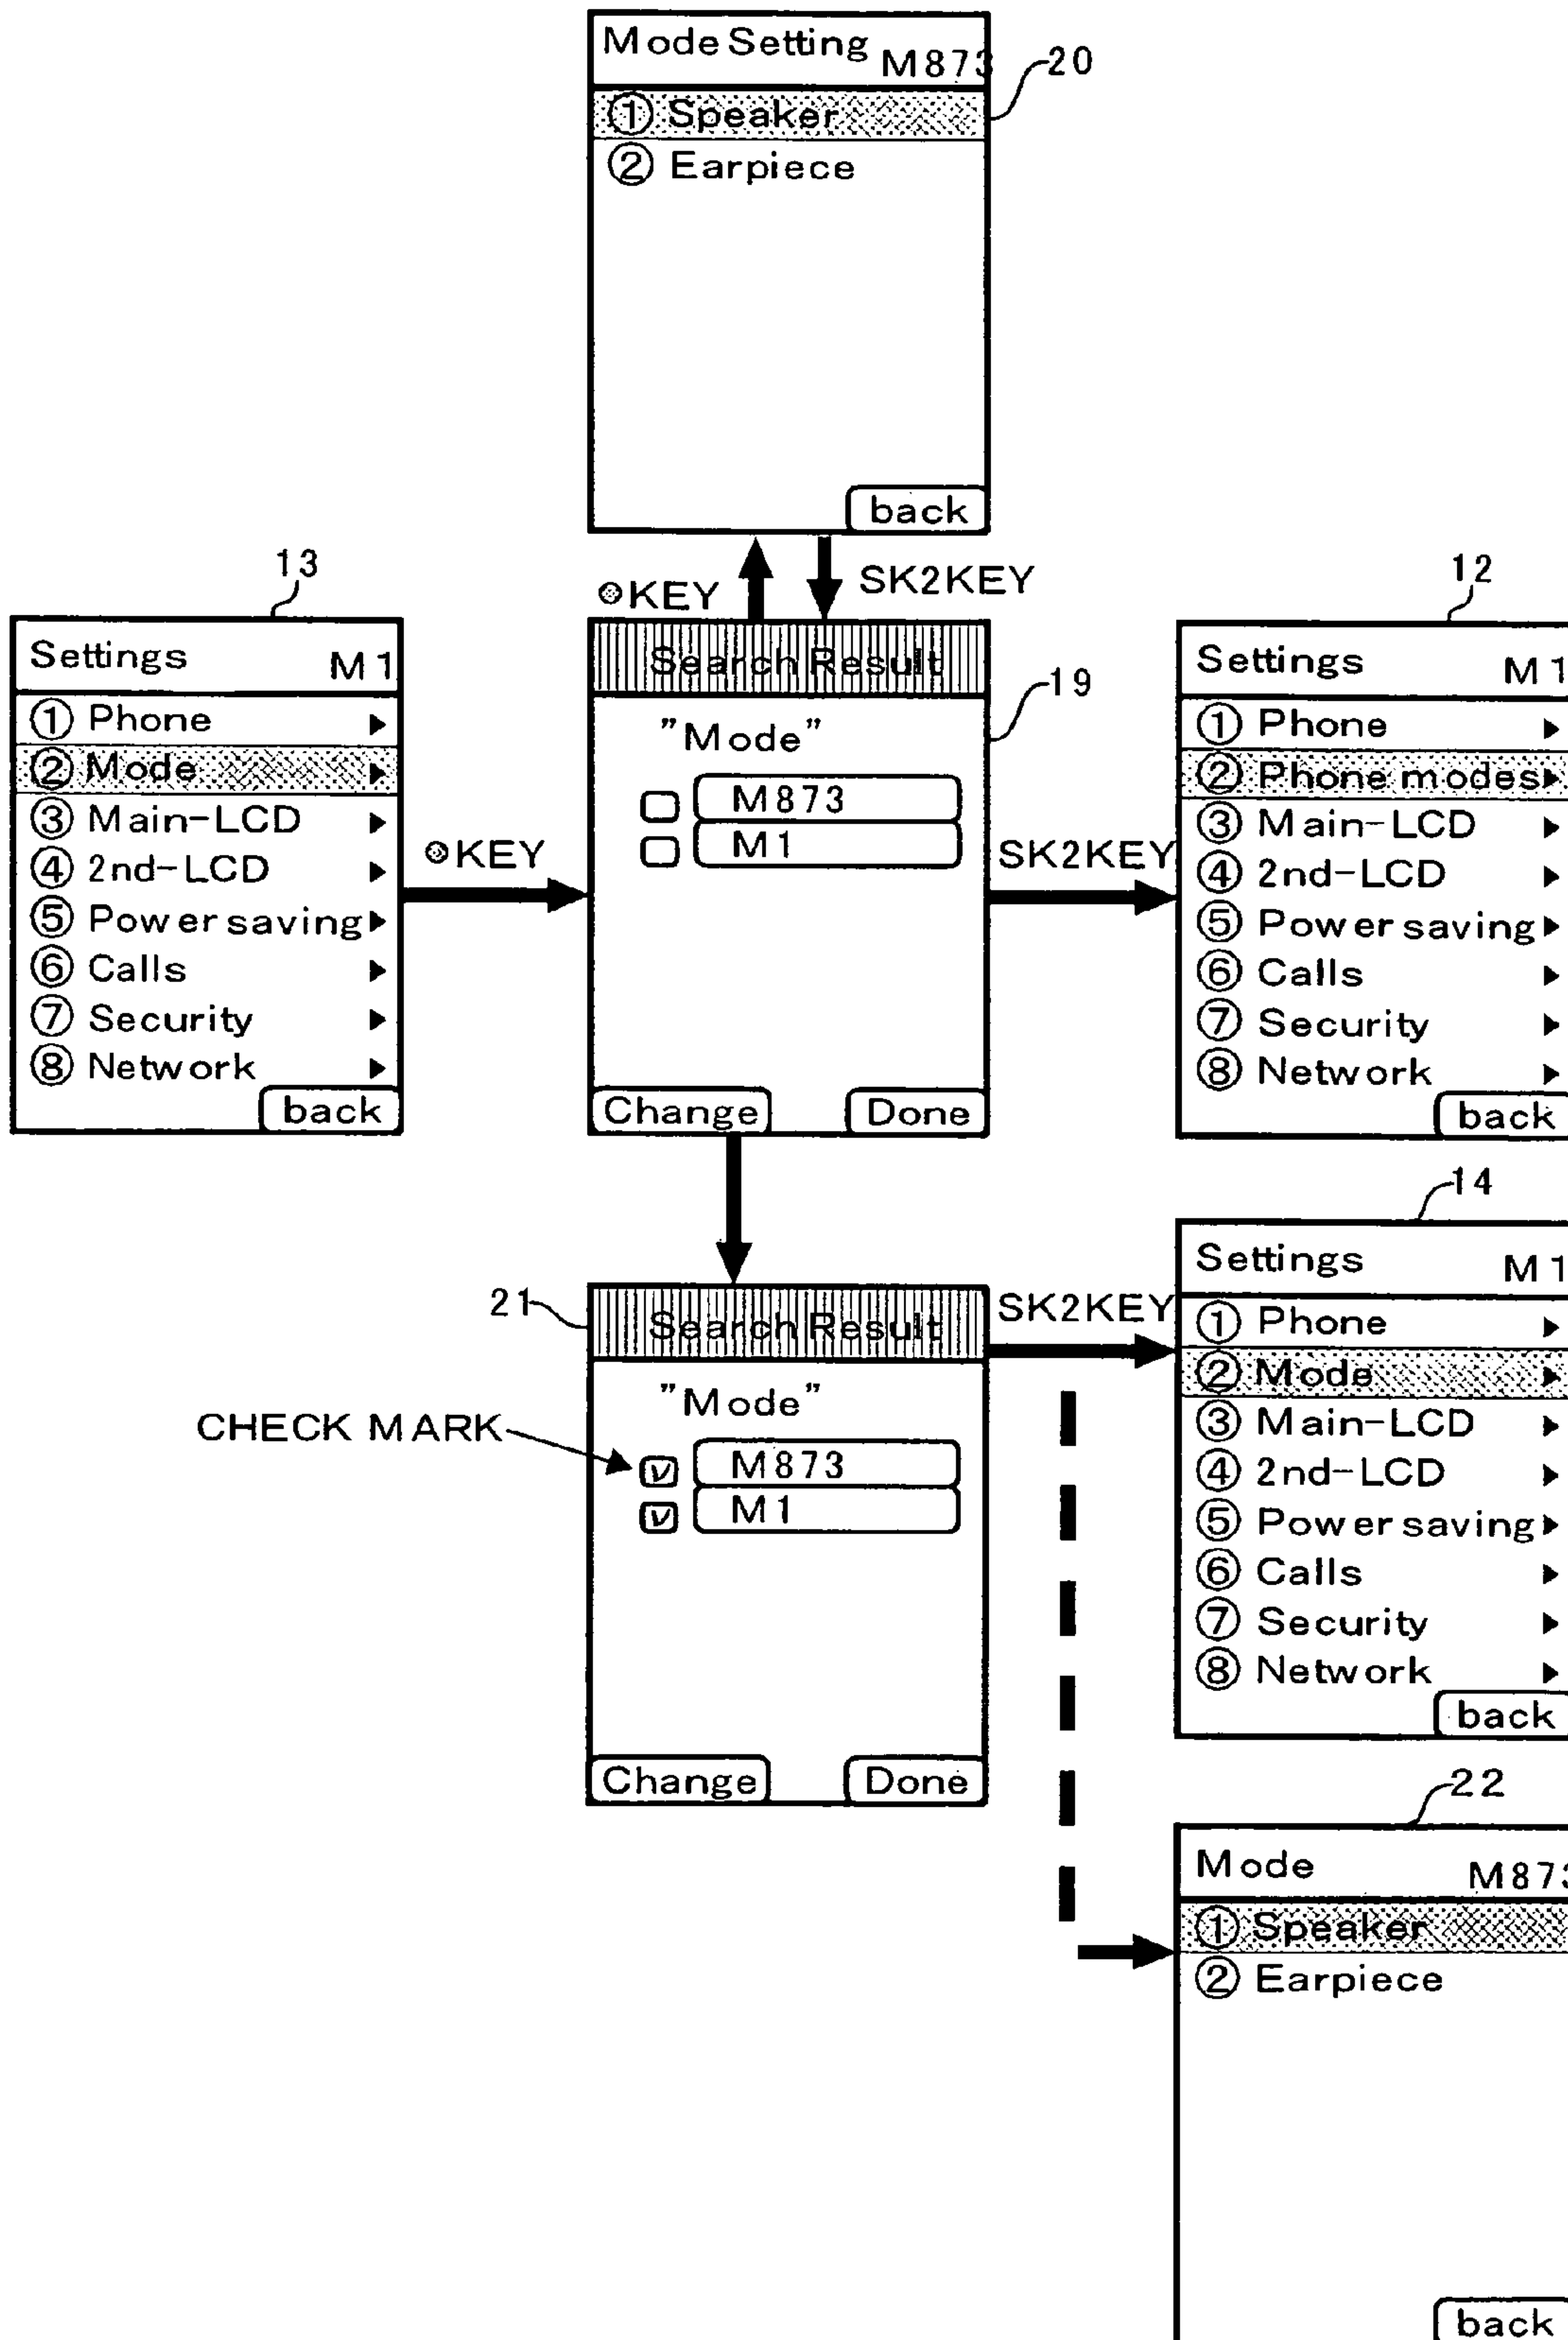 Mode Setting M873
20
① Speaker
② Earpiece
back
◎KEY SK2KEY
13
Settings M1
① Phone ▶
② Mode ▶
③ Main-LCD ▶
④ 2nd-LCD ▶
⑤ Power saving ▶
⑥ Calls ▶
⑦ Security ▶
⑧ Network ▶
back
◎KEY
Search Result
19
"Mode"
M873
M1
Change Done
SK2KEY
12
Settings M1
① Phone ▶
② Phone modes ▶
③ Main-LCD ▶
④ 2nd-LCD ▶
⑤ Power saving ▶
⑥ Calls ▶
⑦ Security ▶
⑧ Network ▶
back
21
Search Result
"Mode"
CHECK MARK
M873
M1
Change Done
SK2KEY
14
Settings M1
① Phone ▶
② Mode ▶
③ Main-LCD ▶
④ 2nd-LCD ▶
⑤ Power saving ▶
⑥ Calls ▶
⑦ Security ▶
⑧ Network ▶
back
22
Mode M873
① Speaker
② Earpiece
back